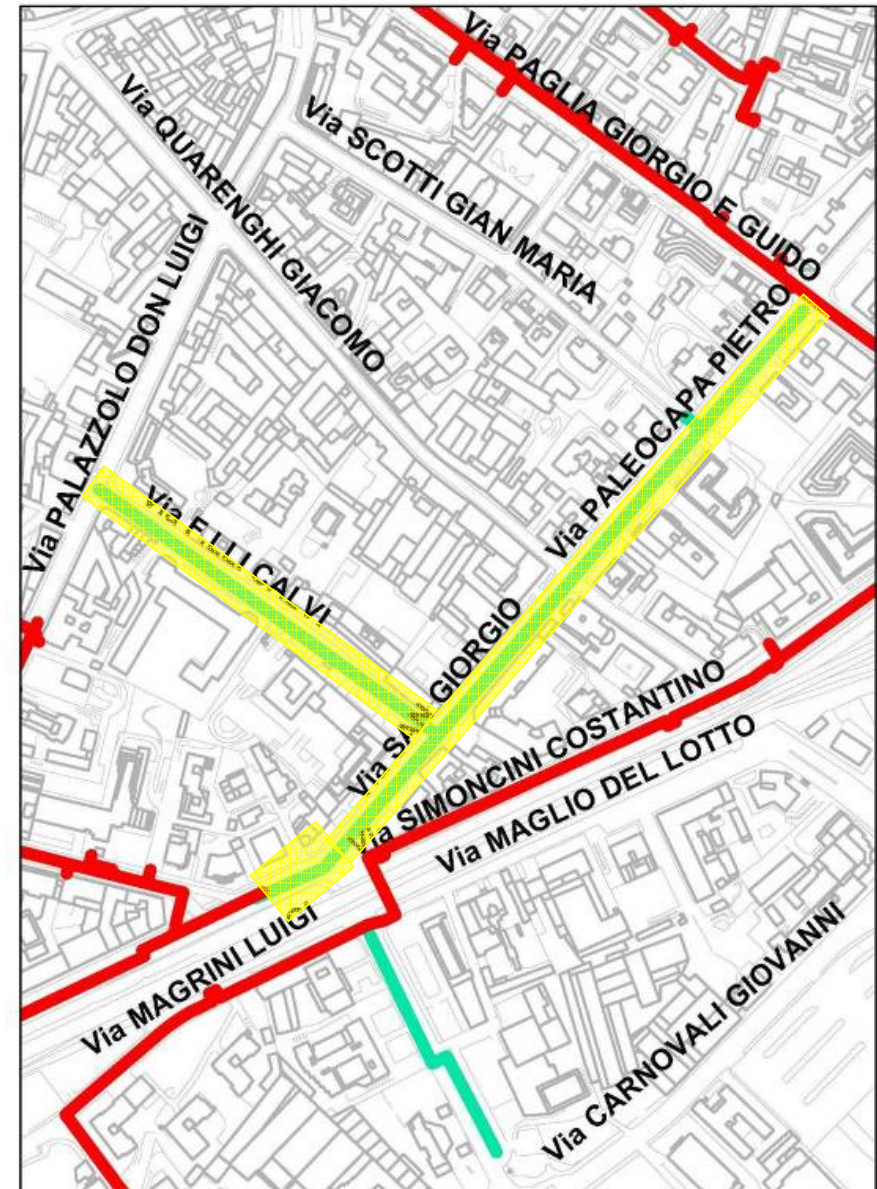 Via PAGLIA GIORGIO E GUIDO
Via QUARENGHI GIACOMO
Via SCOTTI GIAN MARIA
Via PALAZZOLO DON LUIGI
Via PALEOCAPA PIETRO
Via F.LLI CALVI
Via SAN GIORGIO
Via SIMONCINI COSTANTINO
Via MAGLIO DEL LOTTO
Via MAGRINI LUIGI
Via CARNOVALI GIOVANNI